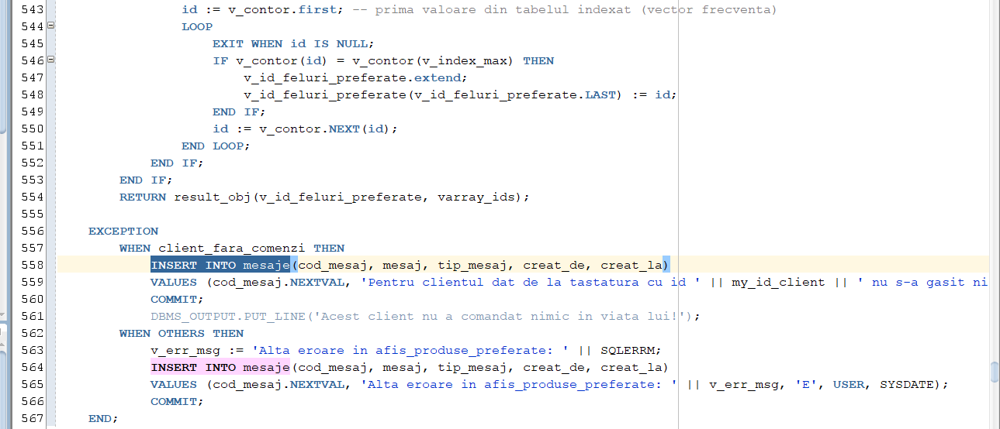 543 id := v_contor.first; -- prima valoare din tabelul indexat (vector frecventa)
544 LOOP
545 EXIT WHEN id IS NULL;
546 IF v_contor(id) = v_contor(v_index_max) THEN
547 v_id_feluri_preferate.extend;
548 v_id_feluri_preferate(v_id_feluri_preferate.LAST) := id;
549 END IF;
550 id := v_contor.NEXT(id);
551 END LOOP;
552 END IF;
553 END IF;
554 RETURN result_obj(v_id_feluri_preferate, varray_ids);
555
556 EXCEPTION
557 WHEN client_fara_comenzi THEN
558 INSERT INTO mesaje(cod_mesaj, mesaj, tip_mesaj, creat_de, creat_la)
559 VALUES (cod_mesaj.NEXTVAL, 'Pentru clientul dat de la tastatura cu id ' || my_id_client || ' nu s-a gasit ni
560 COMMIT;
561 DBMS_OUTPUT.PUT_LINE('Acest client nu a comandat nimic in viata lui!');
562 WHEN OTHERS THEN
563 v_err_msg := 'Alta eroare in afis_produse_preferate: ' || SQLERRM;
564 INSERT INTO mesaje(cod_mesaj, mesaj, tip_mesaj, creat_de, creat_la)
565 VALUES (cod_mesaj.NEXTVAL, 'Alta eroare in afis_produse_preferate: ' || v_err_msg, 'E', USER, SYSDATE);
566 COMMIT;
567 END;